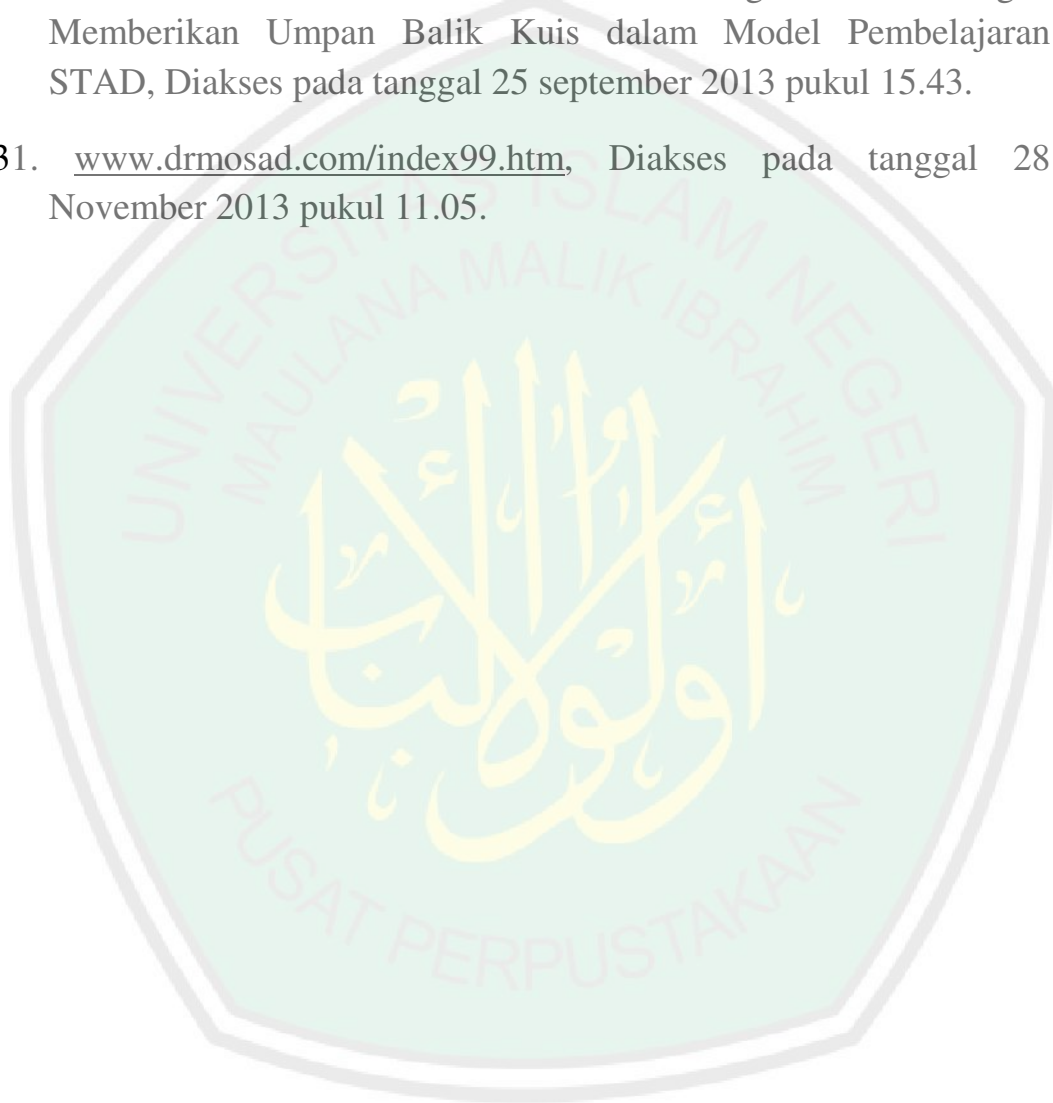 Memberikan Umpan Balik Kuis dalam Model Pembelajaran
STAD, Diakses pada tanggal 25 september 2013 pukul 15.43.
31. www.drmosad.com/index99.htm, Diakses pada tanggal 28
November 2013 pukul 11.05.
UNIVERSITAS ISLAM NEGERI
MAULANA MALIK IBRAHIM
أولوا الألباب
PUSAT PERPUSTAKAAN